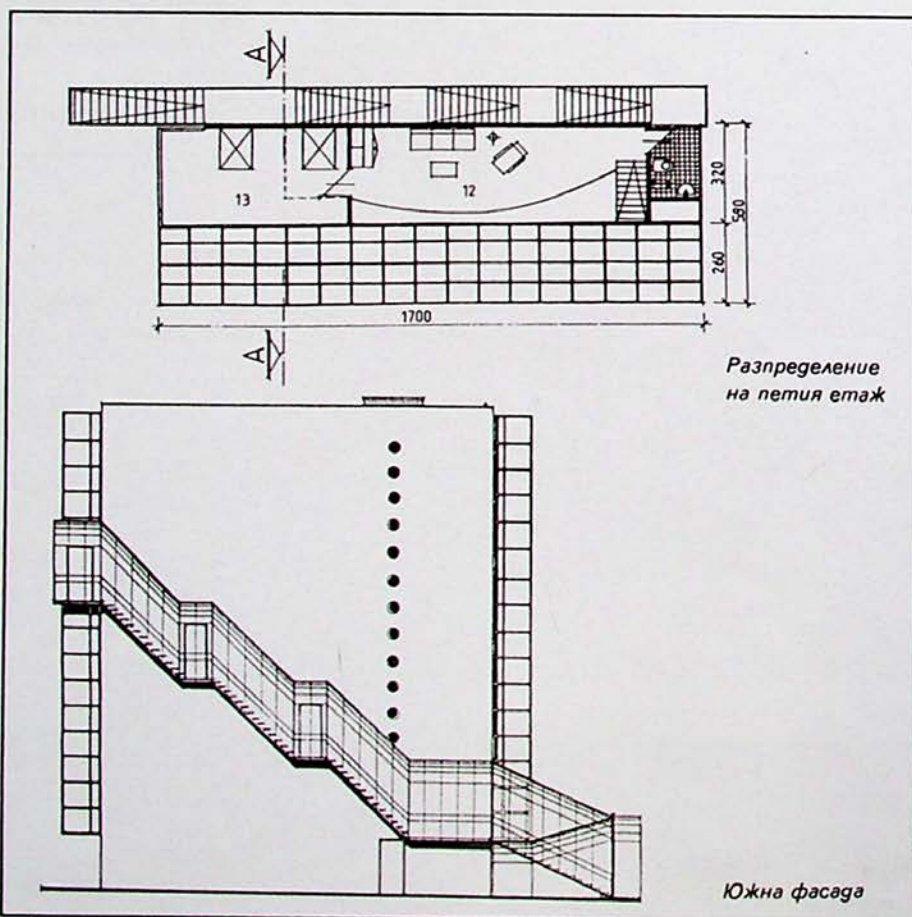 A
13
12
320
580
260
1700
A
Разпределение
на петия етаж
Южна фасада